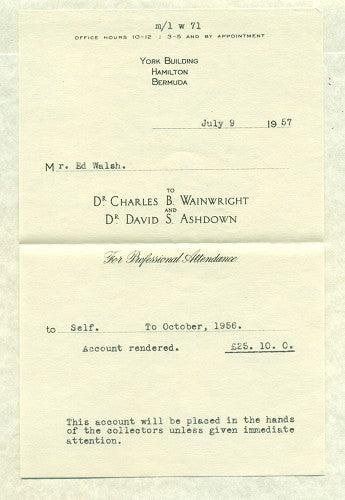 m/l w 71
OFFICE HOURS 10-12 ; 3-5 AND BY APPOINTMENT
YORK BUILDING
HAMILTON
BERMUDA
July 9 19 57
Mr. Ed Walsh.
TO
DR CHARLES B. WAINWRIGHT
AND
DR DAVID S. ASHDOWN
For Professional Attendance
to Self. To October, 1956.
Account rendered. £25. 10. 0.
This account will be placed in the hands
of the collectors unless given immediate
attention.